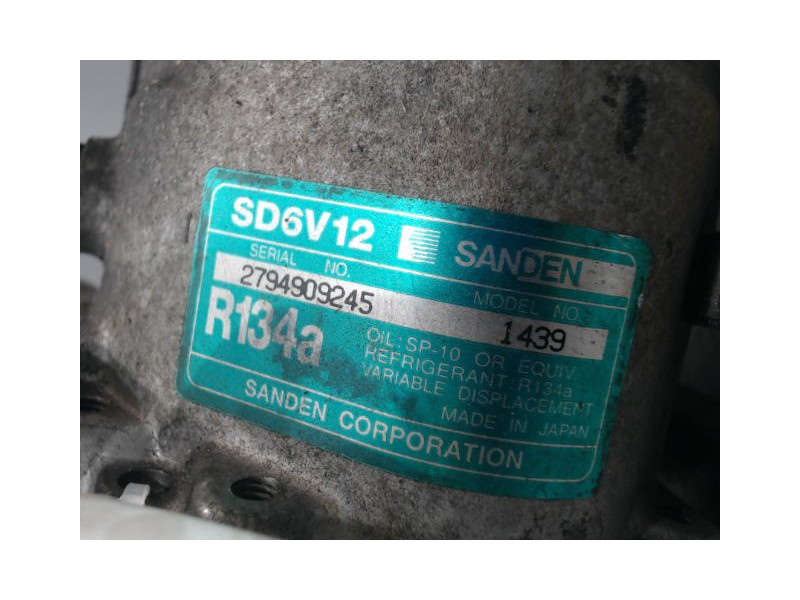 SD6V12 SANDEN
SERIAL NO.
2794909245
MODEL NO.
1439
R134a
OIL: SP-10 OR EQUIV.
REFRIGERANT: R134a
VARIABLE DISPLACEMENT
MADE IN JAPAN
SANDEN CORPORATION